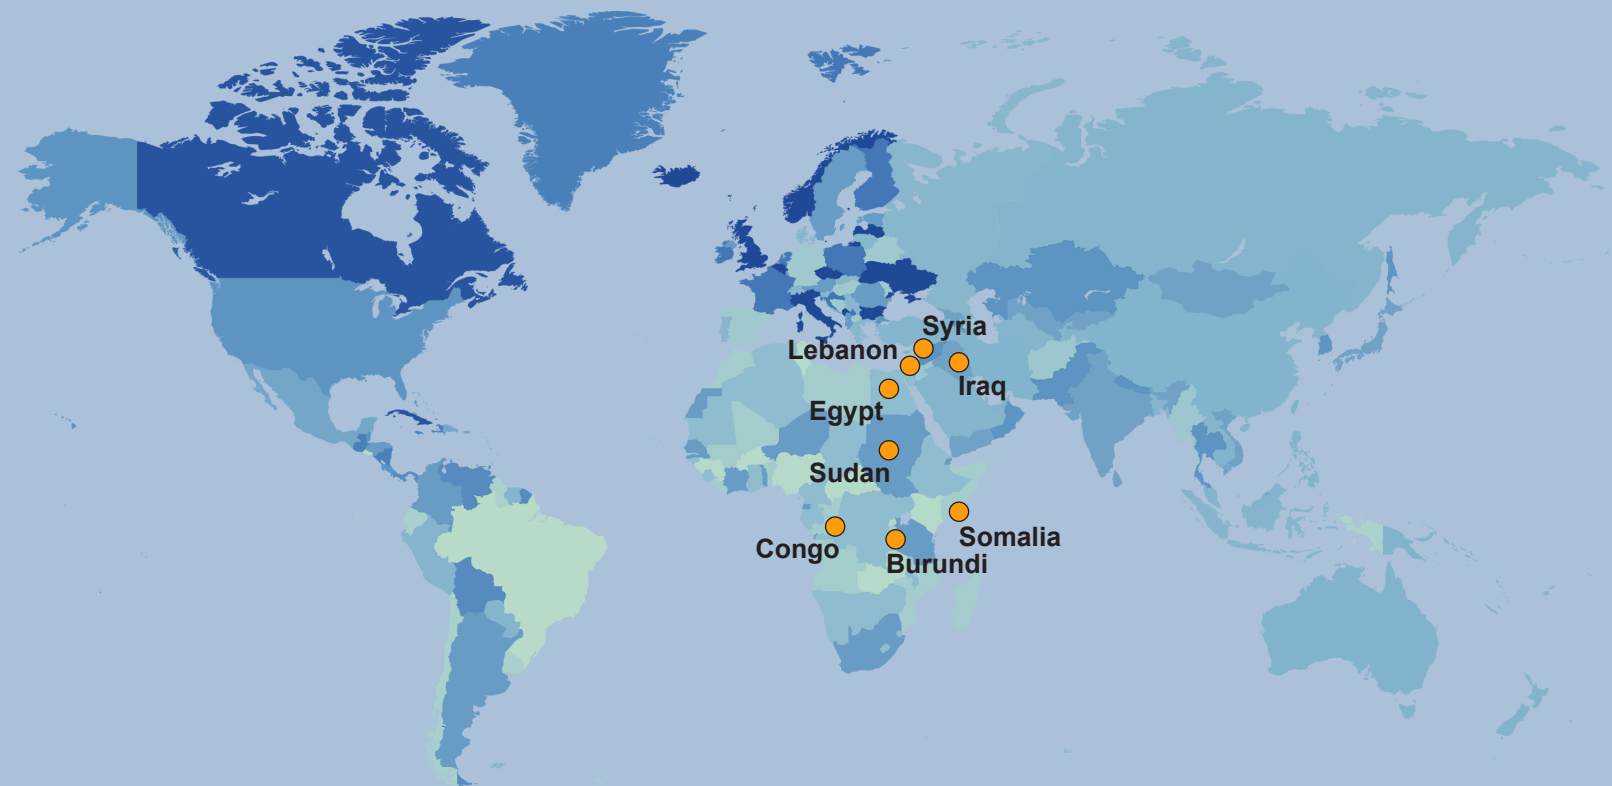 Syria
Lebanon
Iraq
Egypt
Sudan
Somalia
Congo
Burundi